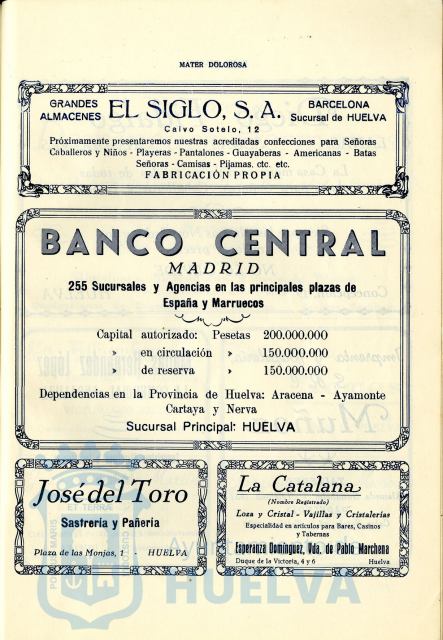 MATER DOLOROSA
GRANDES ALMACENES
EL SIGLO, S. A.
BARCELONA
Sucursal de HUELVA
Calvo Sotelo, 12
Próximamente presentaremos nuestras acreditadas confecciones para Señoras
Caballeros y Niños - Playeras - Pantalones - Guayaberas - Americanas - Batas
Señoras - Camisas - Pijamas, etc. etc.
FABRICACIÓN PROPIA
BANCO CENTRAL
MADRID
255 Sucursales y Agencias en las principales plazas de
España y Marruecos
Capital autorizado: Pesetas 200.000.000
» en circulación » 150.000.000
» de reserva » 150.000.000
Dependencias en la Provincia de Huelva: Aracena - Ayamonte
Cartaya y Nerva
Sucursal Principal: HUELVA
José del Toro
Sastrería y Pañería
Plaza de las Monjas, 1 - HUELVA
La Catalana
(Nombre Registrado)
Loza y Cristal - Vajillas y Cristalerías
Especialidad en artículos para Bares, Casinos
y Tabernas
Esperanza Domínguez, Vda. de Pablo Marchena
Duque de la Victoria, 4 y 6 Huelva
Ayuntamiento de
HUELVA